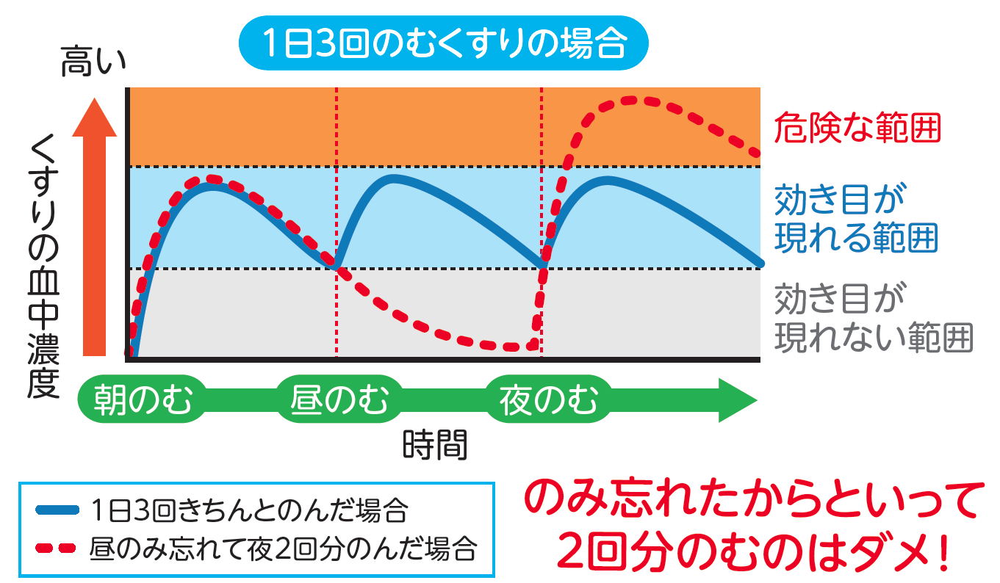 1日3回のむくすりの場合
高い
くすりの血中濃度
危険な範囲
効き目が
現れる範囲
効き目が
現れない範囲
朝のむ
昼のむ
夜のむ
時間
1日3回きちんとのんだ場合
昼のみ忘れて夜2回分のんだ場合
のみ忘れたからといって
2回分のむのはダメ!